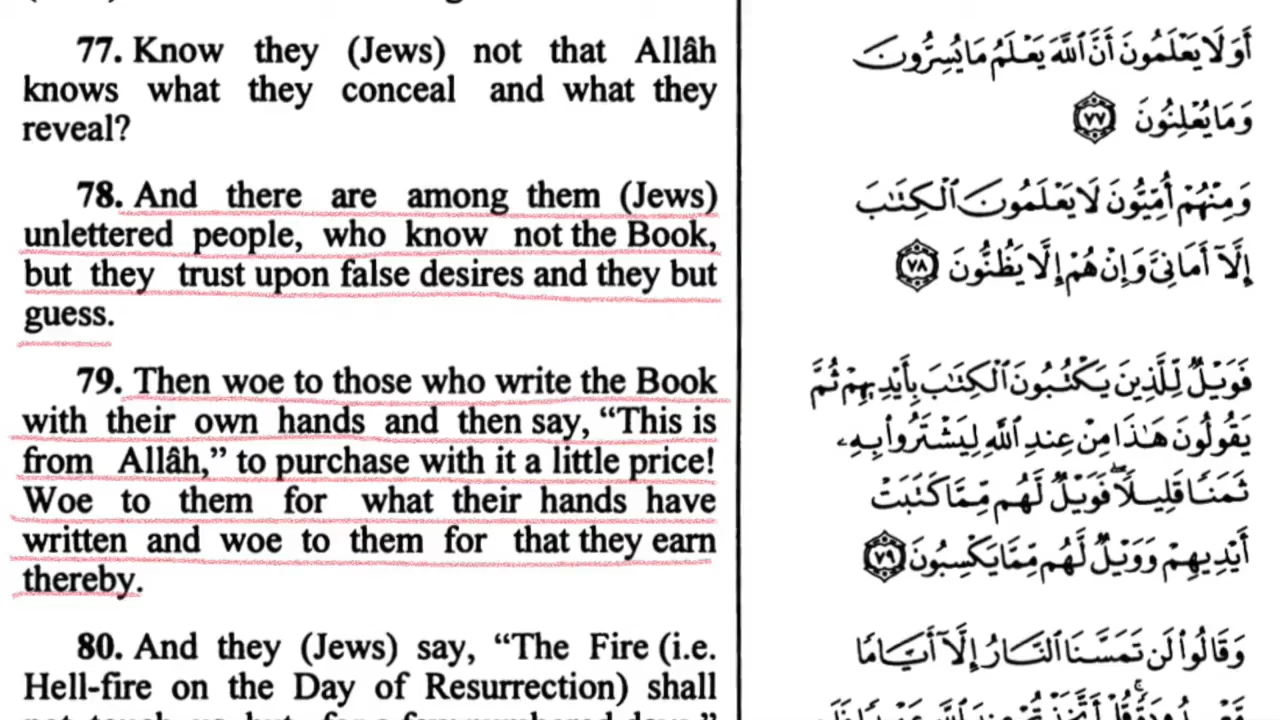 77. Know they (Jews) not that Allâh
knows what they conceal and what they
reveal?
78. And there are among them (Jews)
unlettered people, who know not the Book,
but they trust upon false desires and they but
guess.
79. Then woe to those who write the Book
with their own hands and then say, “This is
from Allâh,” to purchase with it a little price!
Woe to them for what their hands have
written and woe to them for that they earn
thereby.
80. And they (Jews) say, “The Fire (i.e.
Hell-fire on the Day of Resurrection) shall
أَوَلَا يَعْلَمُونَ أَنَّ ٱللَّهَ يَعْلَمُ مَا يُسِرُّونَ
وَمَا يُعْلِنُونَ ٧٧
وَمِنْهُمْ أُمِّيُّونَ لَا يَعْلَمُونَ ٱلْكِتَٰبَ
إِلَّآ أَمَانِىَّ وَإِنْ هُمْ إِلَّا يَظُنُّونَ ٧٨
فَوَيْلٌ لِّلَّذِينَ يَكْتُبُونَ ٱلْكِتَٰبَ بِأَيْدِيهِمْ ثُمَّ
يَقُولُونَ هَٰذَا مِنْ عِندِ ٱللَّهِ لِيَشْتَرُوا۟ بِهِۦ
ثَمَنًا قَلِيلًا ۖ فَوَيْلٌ لَّهُم مِّمَّا كَتَبَتْ
أَيْدِيهِمْ وَوَيْلٌ لَّهُم مِّمَّا يَكْسِبُونَ ٧٩
وَقَالُوا۟ لَن تَمَسَّنَا ٱلنَّارُ إِلَّآ أَيَّامًا